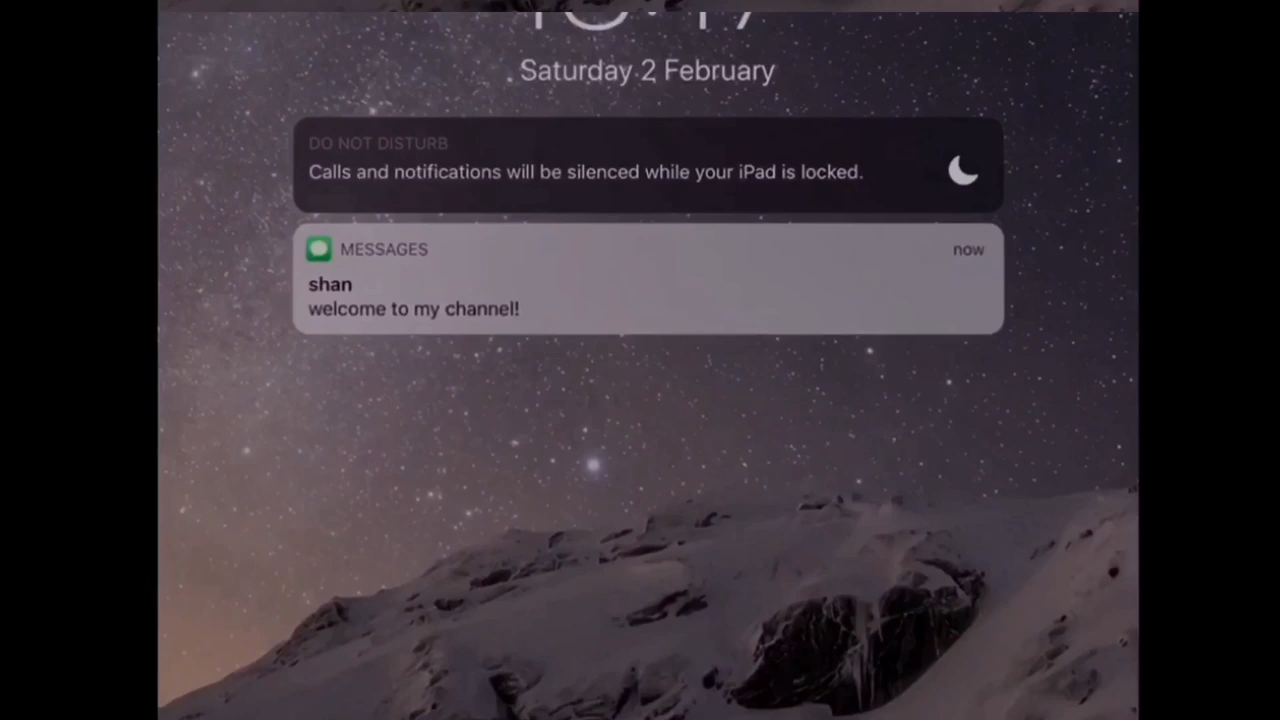 Saturday 2 February
DO NOT DISTURB
Calls and notifications will be silenced while your iPad is locked.
MESSAGES
now
shan
welcome to my channel!